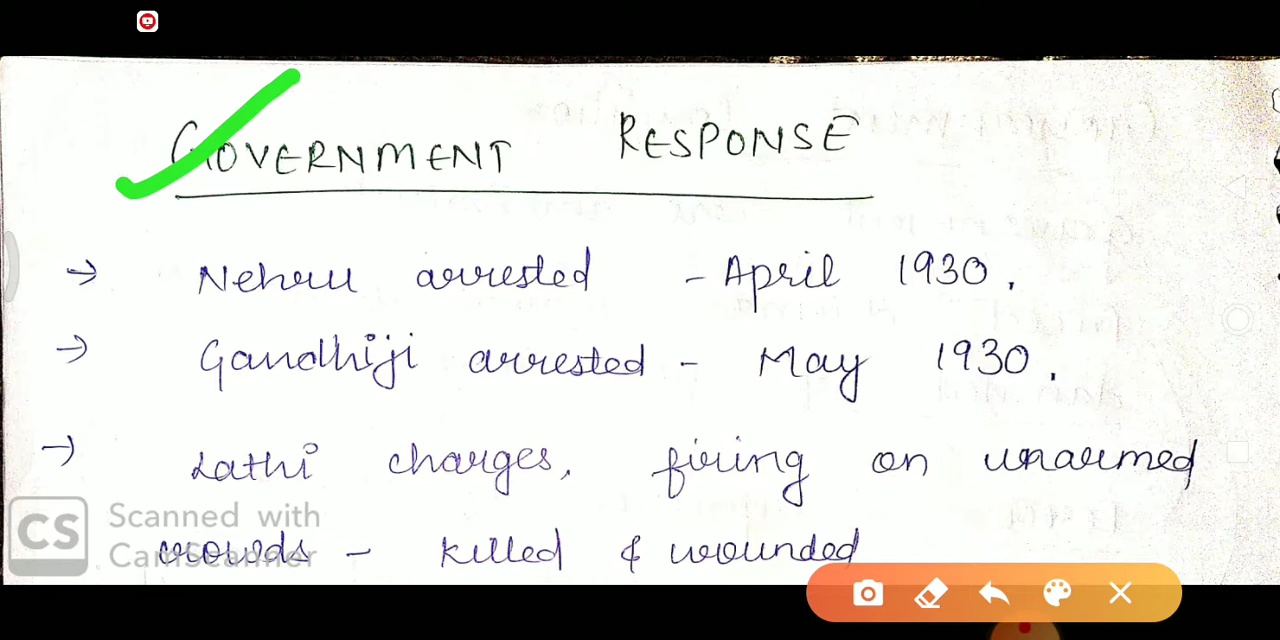 GOVERNMENT RESPONSE
→ Nehru arrested - April 1930.
→ Gandhiji arrested - May 1930.
→ Lathi charges, firing on unarmed
crowds - killed & wounded
CS Scanned with
CamScanner